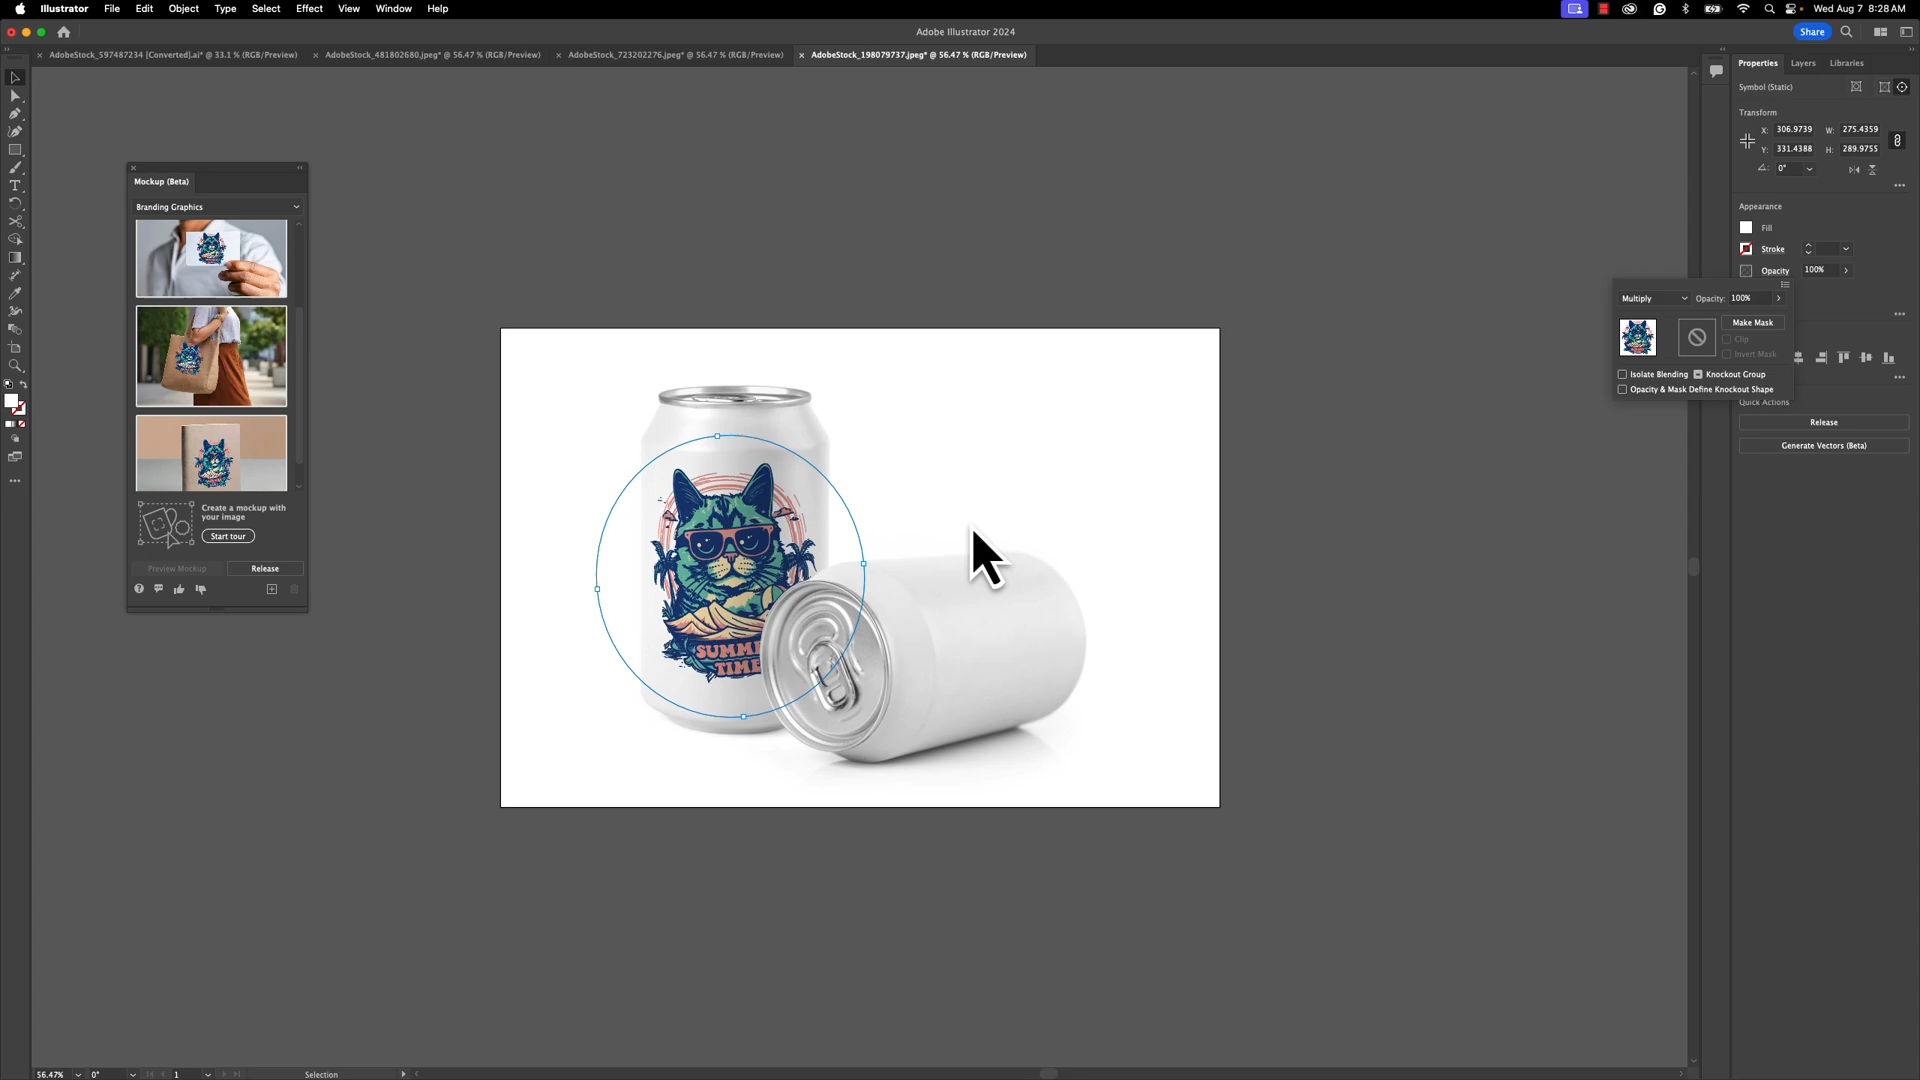 Illustrator File Edit Object Type Select Effect View Window Help
Wed Aug 7 8:28 AM
Adobe Illustrator 2024
Share
AdobeStock_597487234 [Converted].ai* @ 33.1 % (RGB/Preview)
AdobeStock_481802680.jpeg* @ 56.47 % (RGB/Preview)
AdobeStock_723202276.jpeg* @ 56.47 % (RGB/Preview)
AdobeStock_198079737.jpeg* @ 56.47 % (RGB/Preview)
Properties Layers Libraries
Symbol (Static)
Transform
X: 306.9739 W: 275.4359
Y: 331.4388 H: 289.9755
0°
Appearance
Fill
Stroke
Opacity 100%
Multiply Opacity: 100%
Make Mask
Clip
Invert Mask
Isolate Blending Knockout Group
Opacity & Mask Define Knockout Shape
Quick Actions
Release
Generate Vectors (Beta)
Mockup (Beta)
Branding Graphics
Create a mockup with
your image
Start tour
Preview Mockup Release
SUMME
TIME
56.47% 0° 1 Selection